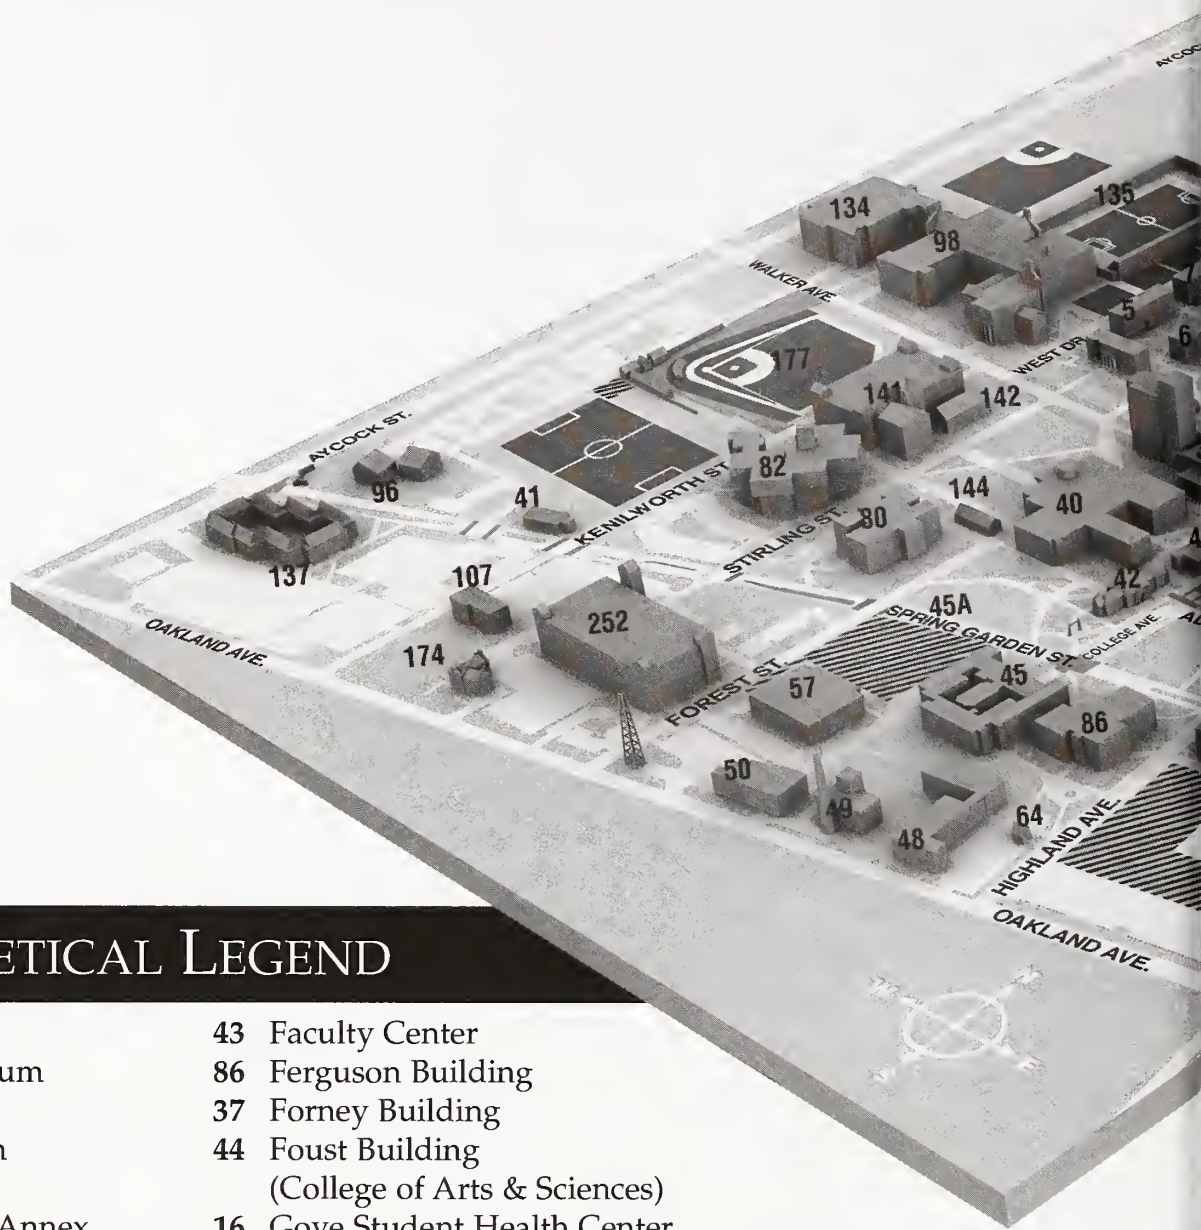 134
135
98
WALKER AVE.
5
6
177
WEST DR.
141
142
AYCOCK ST.
82
96
41
KENILWORTH ST.
144
40
STIRLING ST.
80
137
107
42
45A
252
SPRING GARDEN ST.
COLLEGE AVE.
OAKLAND AVE.
174
FOREST ST.
57
45
86
50
49
64
48
HIGHLAND AVE.
OAKLAND AVE.
LEGEND
43 Faculty Center
86 Ferguson Building
37 Forney Building
44 Foust Building
(College of Arts & Sciences)
Annex
16 Gove Student Health Center